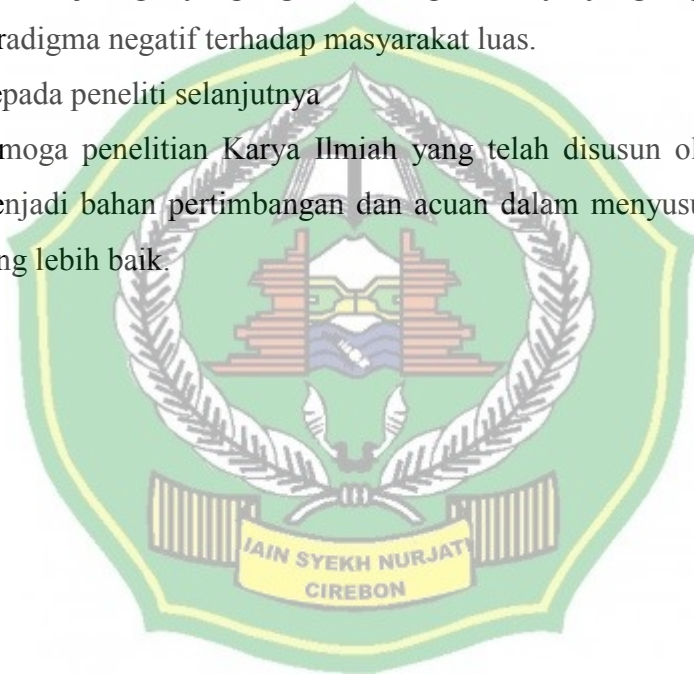 radigma negatif terhadap masyarakat luas.
epada peneliti selanjutnya
moga penelitian Karya Ilmiah yang telah disusun ol
enjadi bahan pertimbangan dan acuan dalam menyusu
ng lebih baik.
IAIN SYEKH NURJATI
CIREBON